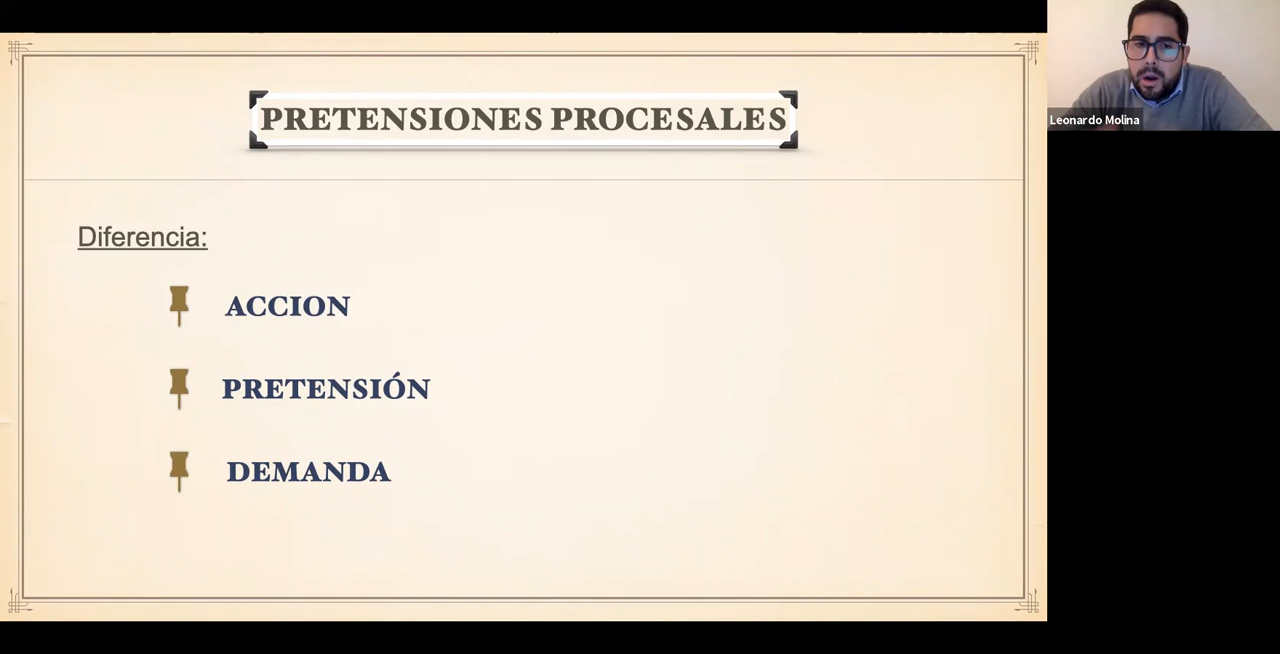 PRETENSIONES PROCESALES
Leonardo Molina
Diferencia:
ACCION
PRETENSIÓN
DEMANDA